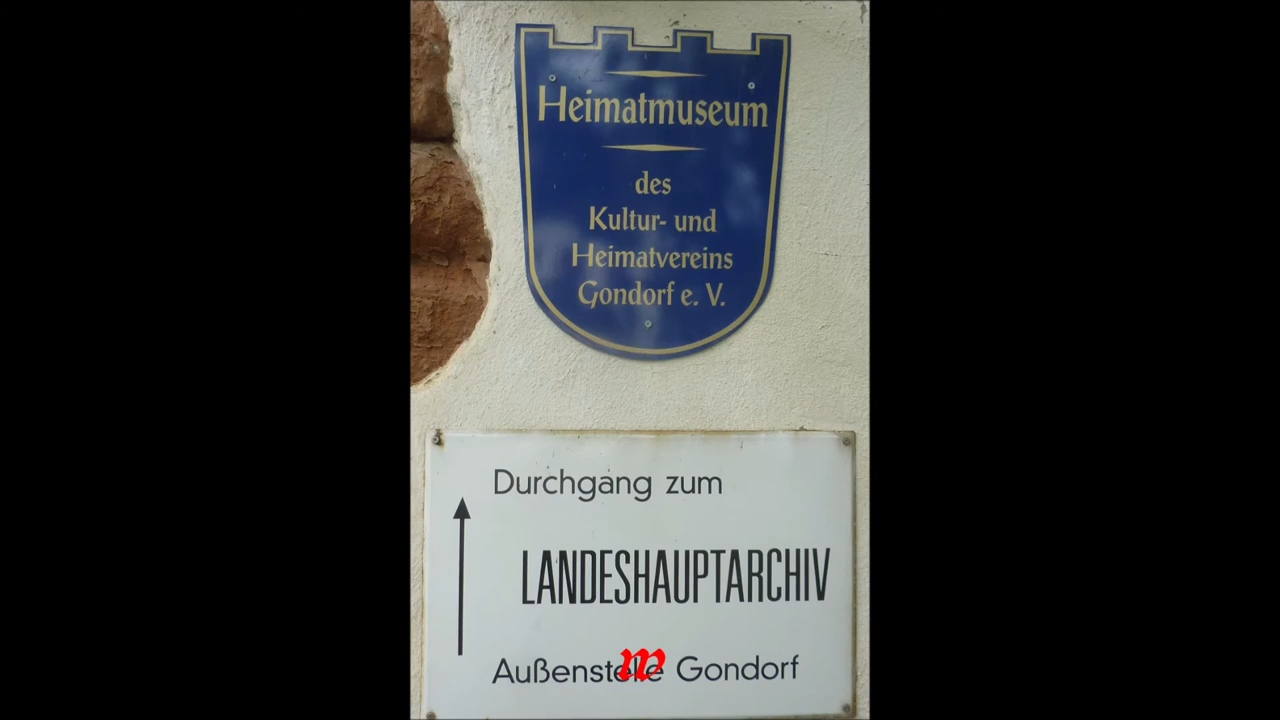 Heimatmuseum
des
Kultur- und
Heimatvereins
Gondorf e. V.
Durchgang zum
LANDESHAUPTARCHIV
Außenstelle Gondorf